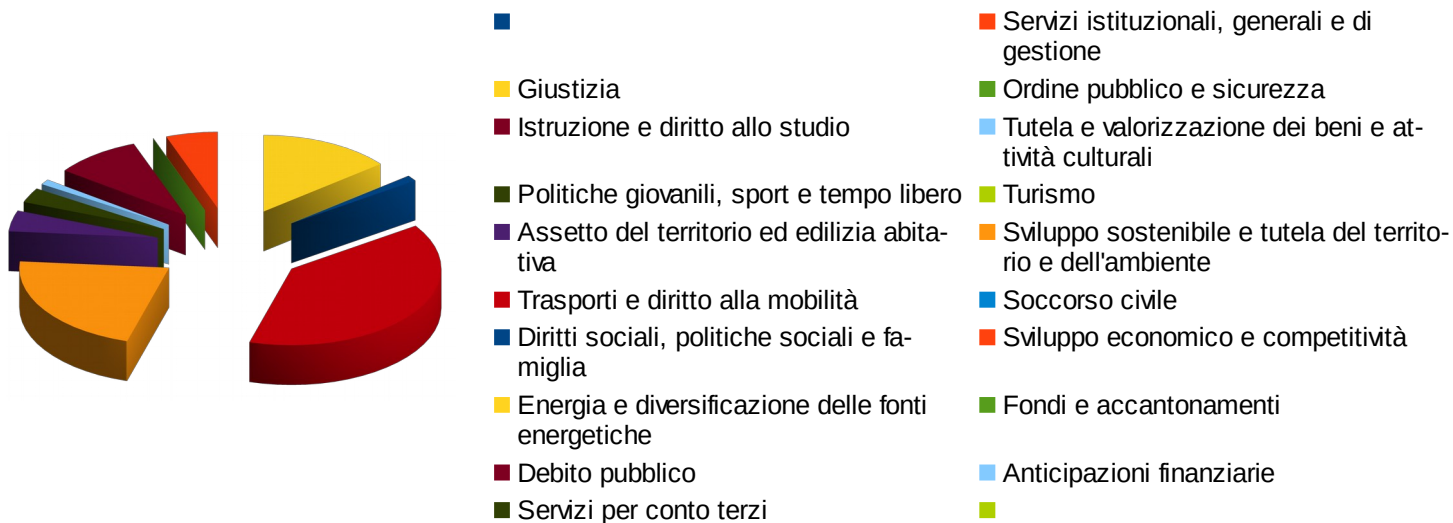 Servizi istituzionali, generali e di
gestione
Giustizia
Ordine pubblico e sicurezza
Istruzione e diritto allo studio
Tutela e valorizzazione dei beni e at-
tività culturali
Politiche giovanili, sport e tempo libero
Turismo
Assetto del territorio ed edilizia abita-
tiva
Sviluppo sostenibile e tutela del territo-
rio e dell'ambiente
Trasporti e diritto alla mobilità
Soccorso civile
Diritti sociali, politiche sociali e fa-
miglia
Sviluppo economico e competitività
Energia e diversificazione delle fonti
energetiche
Fondi e accantonamenti
Debito pubblico
Anticipazioni finanziarie
Servizi per conto terzi